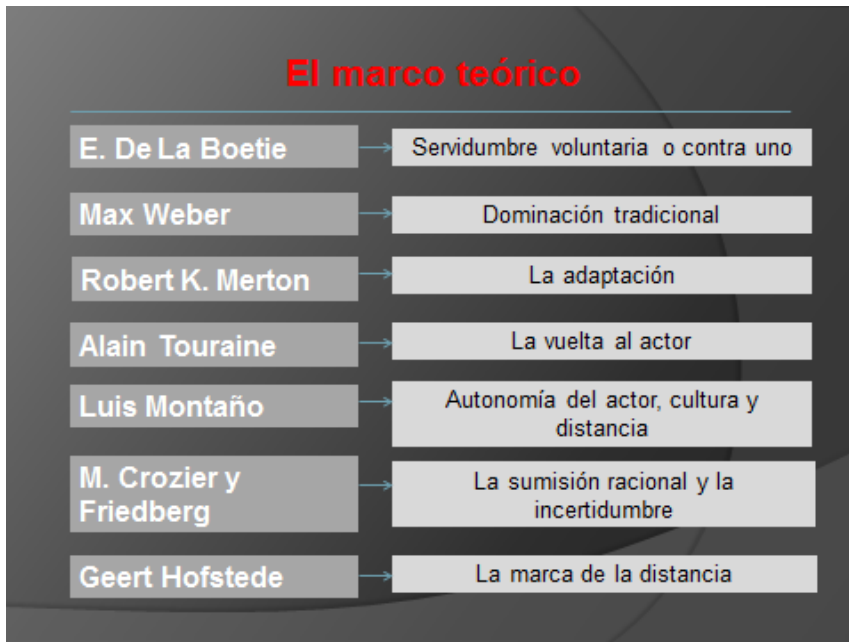 El marco teórico
E. De La Boetie
Servidumbre voluntaria o contra uno
Max Weber
Dominación tradicional
Robert K. Merton
La adaptación
Alain Touraine
La vuelta al actor
Luis Montaño
Autonomía del actor, cultura y
distancia
M. Crozier y
Friedberg
La sumisión racional y la
incertidumbre
Geert Hofstede
La marca de la distancia